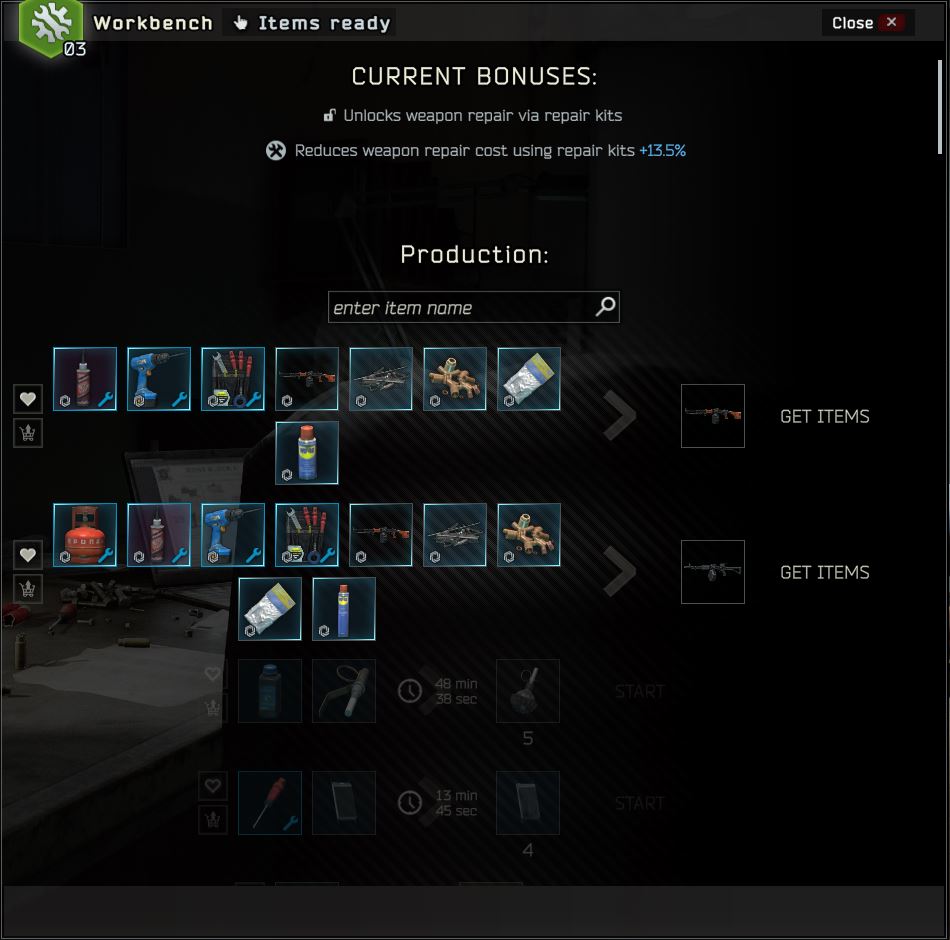 Workbench
Items ready
Close
03
CURRENT BONUSES:
Unlocks weapon repair via repair kits
Reduces weapon repair cost using repair kits +13.5%
Production:
enter item name
GET ITEMS
GET ITEMS
48 min
38 sec
START
5
13 min
45 sec
START
4